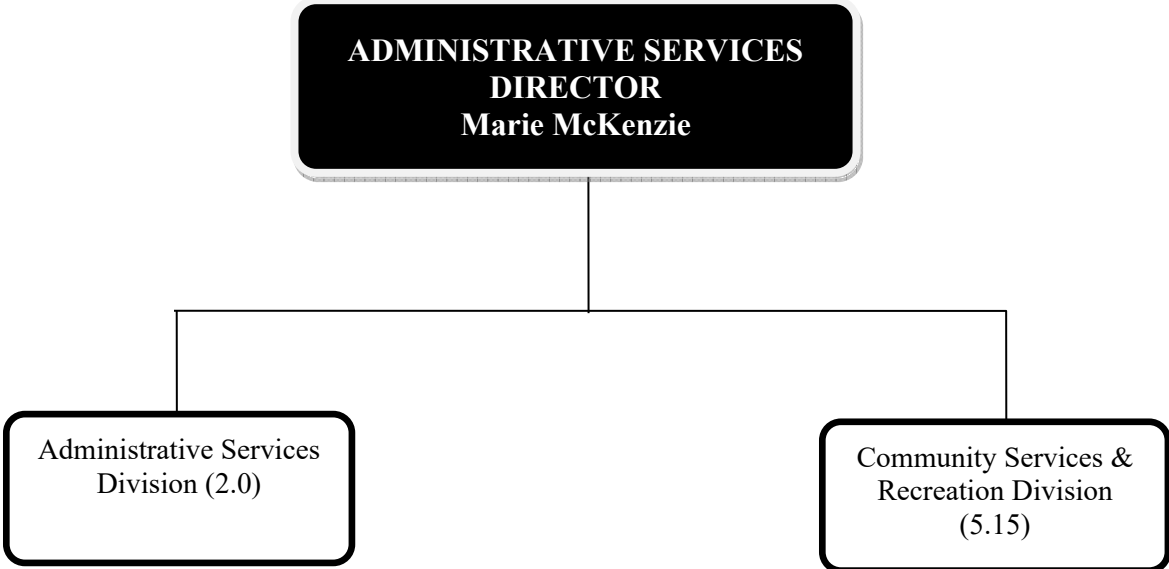 ADMINISTRATIVE SERVICES
DIRECTOR
Marie McKenzie
Administrative Services
Division (2.0)
Community Services &
Recreation Division
(5.15)